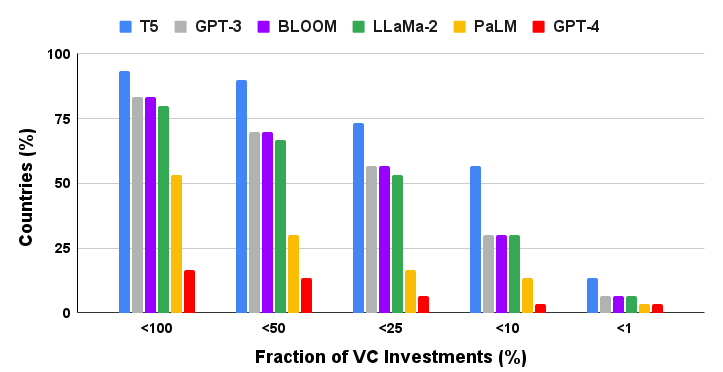 T5 GPT-3 BLOOM LLaMa-2 PaLM GPT-4
100
75
50
25
0
Countries (%)
<100 <50 <25 <10 <1
Fraction of VC Investments (%)